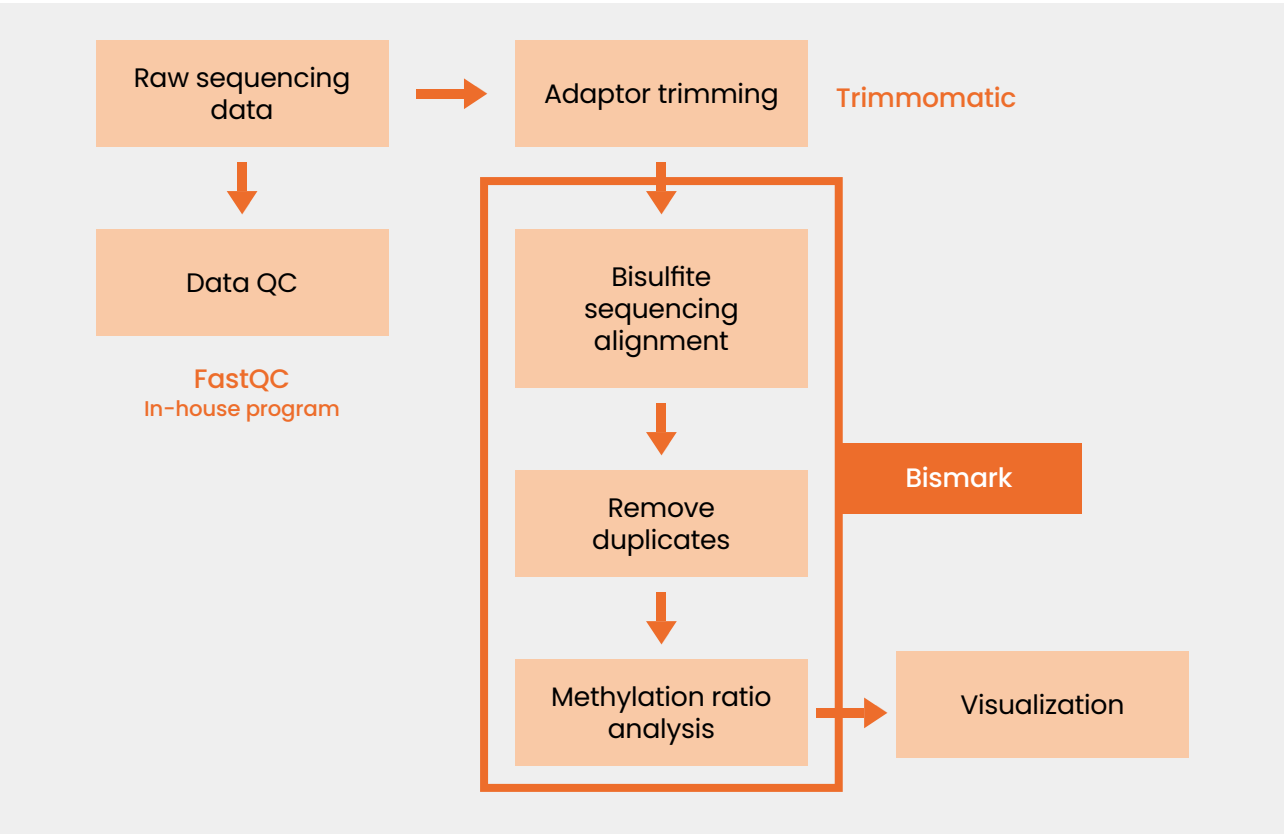 Raw sequencing
data
Adaptor trimming
Trimmomatic
Data QC
FastQC
In-house program
Bisulfite
sequencing
alignment
Bismark
Remove
duplicates
Methylation ratio
analysis
Visualization